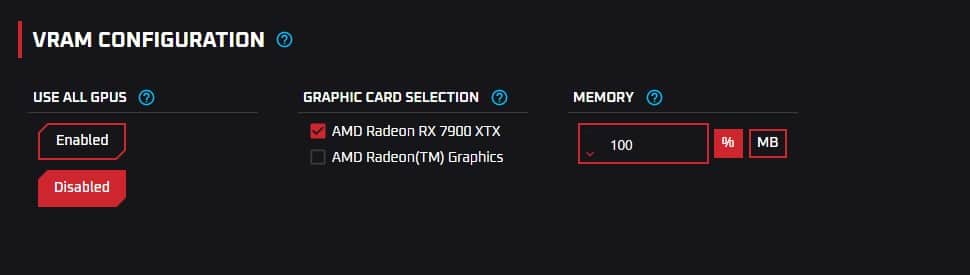 VRAM CONFIGURATION ?
USE ALL GPUS ?
Enabled
Disabled
GRAPHIC CARD SELECTION ?
AMD Radeon RX 7900 XTX
AMD Radeon(TM) Graphics
MEMORY ?
100 % MB